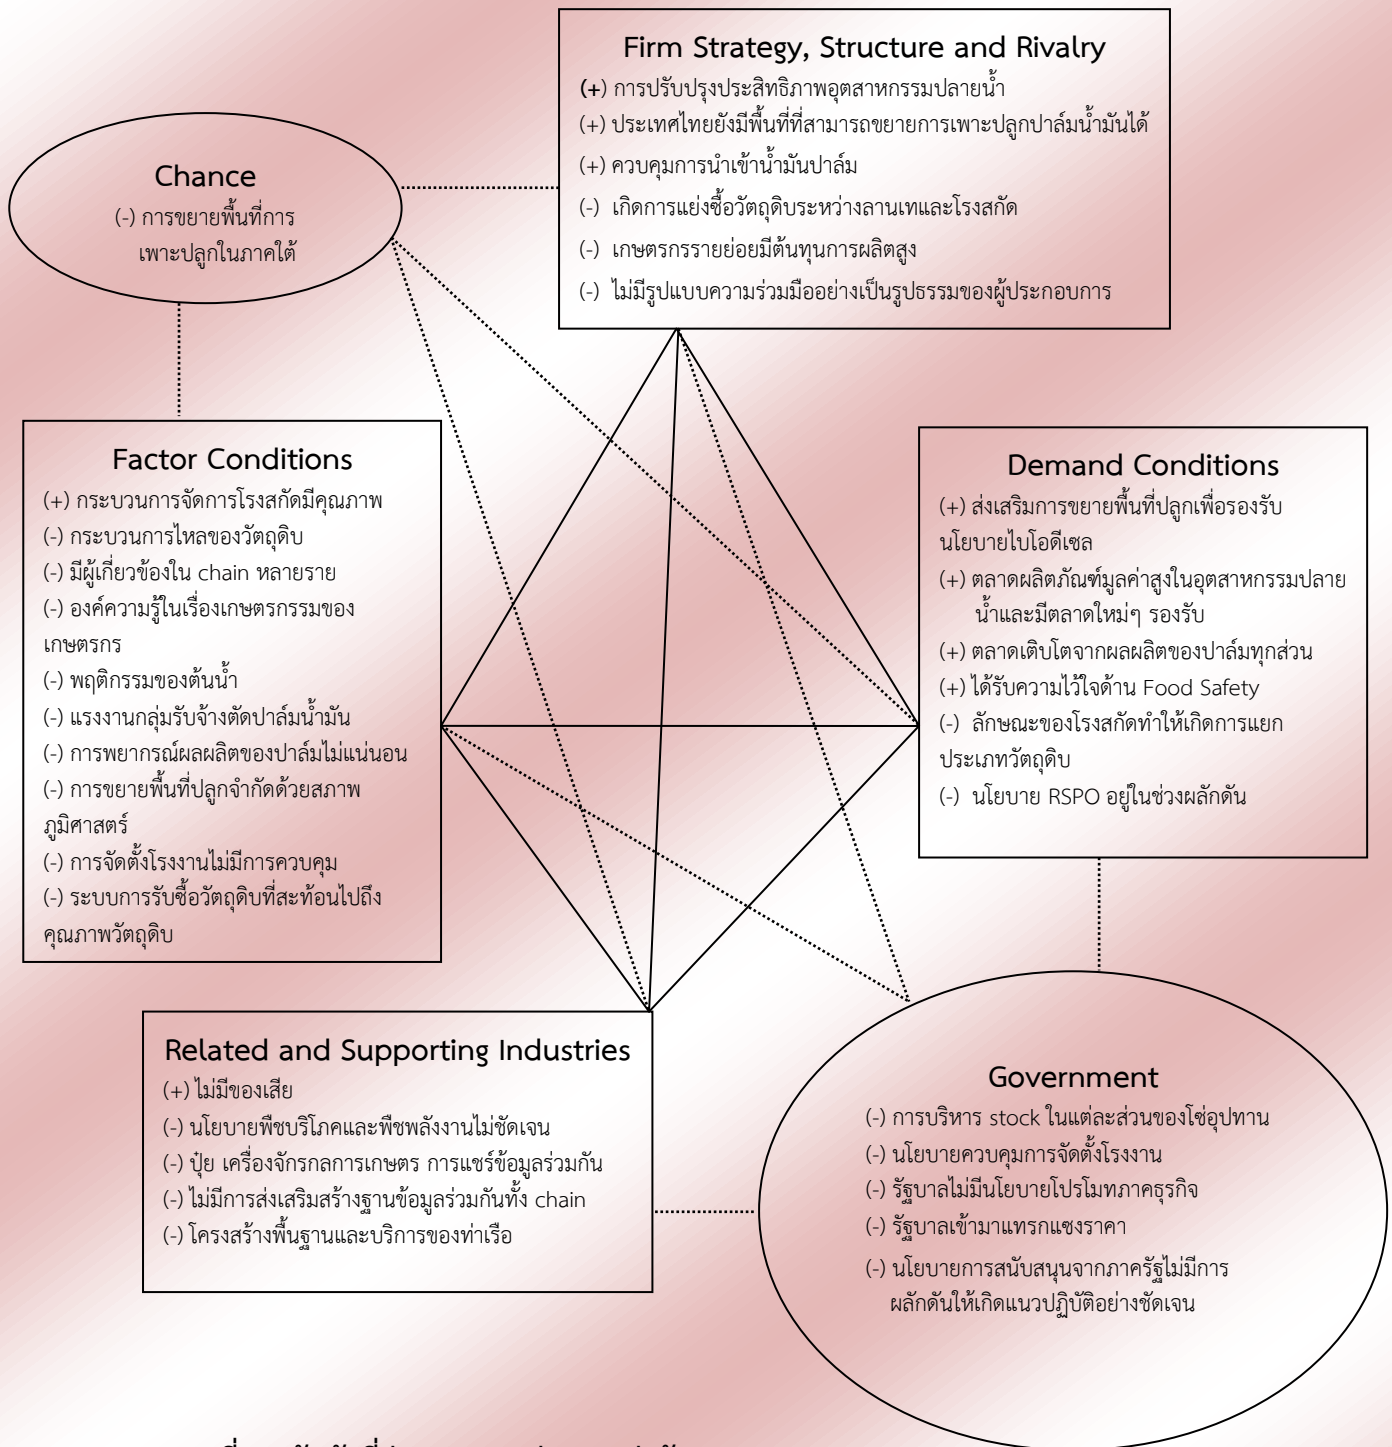 Firm Strategy, Structure and Rivalry
(+) การปรับปรุงประสิทธิภาพอุตสาหกรรมปลายน้ำ
(+) ประเทศไทยยังมีพื้นที่ที่สามารถขยายการเพาะปลูกปาล์มน้ำมันได้
(+) ควบคุมการนำเข้าน้ำมันปาล์ม
(-) เกิดการแย่งซื้อวัตถุดิบระหว่างลานเทและโรงสกัด
(-) เกษตรกรรายย่อยมีต้นทุนการผลิตสูง
(-) ไม่มีรูปแบบความร่วมมืออย่างเป็นรูปธรรมของผู้ประกอบการ
Chance
(-) การขยายพื้นที่การ
เพาะปลูกในภาคใต้
Factor Conditions
(+) กระบวนการจัดการโรงสกัดมีคุณภาพ
(-) กระบวนการไหลของวัตถุดิบ
(-) มีผู้เกี่ยวข้องใน chain หลายราย
(-) องค์ความรู้ในเรื่องเกษตรกรรมของ
เกษตรกร
(-) พฤติกรรมของต้นน้ำ
(-) แรงงานกลุ่มรับจ้างตัดปาล์มน้ำมัน
(-) การพยากรณ์ผลผลิตของปาล์มไม่แน่นอน
(-) การขยายพื้นที่ปลูกจำกัดด้วยสภาพ
ภูมิศาสตร์
(-) การจัดตั้งโรงงานไม่มีการควบคุม
(-) ระบบการรับซื้อวัตถุดิบที่สะท้อนไปถึง
คุณภาพวัตถุดิบ
Demand Conditions
(+) ส่งเสริมการขยายพื้นที่ปลูกเพื่อรองรับ
นโยบายไบโอดีเซล
(+) ตลาดผลิตภัณฑ์มูลค่าสูงในอุตสาหกรรมปลาย
น้ำและมีตลาดใหม่ๆ รองรับ
(+) ตลาดเติบโตจากผลผลิตของปาล์มทุกส่วน
(+) ได้รับความไว้ใจด้าน Food Safety
(-) ลักษณะของโรงสกัดทำให้เกิดการแยก
ประเภทวัตถุดิบ
(-) นโยบาย RSPO อยู่ในช่วงผลักดัน
Related and Supporting Industries
(+) ไม่มีของเสีย
(-) นโยบายพืชบริโภคและพืชพลังงานไม่ชัดเจน
(-) ปุ๋ย เครื่องจักรกลการเกษตร การแชร์ข้อมูลร่วมกัน
(-) ไม่มีการส่งเสริมสร้างฐานข้อมูลร่วมกันทั้ง chain
(-) โครงสร้างพื้นฐานและบริการของท่าเรือ
Government
(-) การบริหาร stock ในแต่ละส่วนของโซ่อุปทาน
(-) นโยบายควบคุมการจัดตั้งโรงงาน
(-) รัฐบาลไม่มีนโยบายโปรโมทภาคธุรกิจ
(-) รัฐบาลเข้ามาแทรกแซงราคา
(-) นโยบายการสนับสนุนจากภาครัฐไม่มีการ
ผลักดันให้เกิดแนวปฏิบัติอย่างชัดเจน